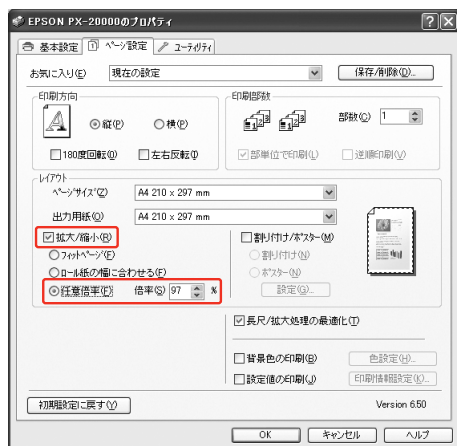 EPSON PX-20000のプロパティ
基本設定 ページ設定 ユーティリティ
お気に入り(E) 現在の設定 保存/削除(D)...
印刷方向 印刷部数
縦(P) 横(P) 部数(C) 1
180度回転(0) 左右反転(I) 部単位で印刷(L) 逆順印刷(V)
レイアウト
ページサイズ(Z) A4 210 x 297 mm
出力用紙(O) A4 210 x 297 mm
拡大/縮小(R) 割り付け/ポスター(M)
フィットページ(F) 割り付け(N)
ロール紙の幅に合わせる(F) ポスター(N)
任意倍率(F) 倍率(S) 97 % 設定(G)...
長尺/拡大処理の最適化(T)
背景色の印刷(B) 色設定(H)...
設定値の印刷(J) 印刷情報設定(K)...
初期設定に戻す(Y) Version 6.50
OK キャンセル ヘルプ